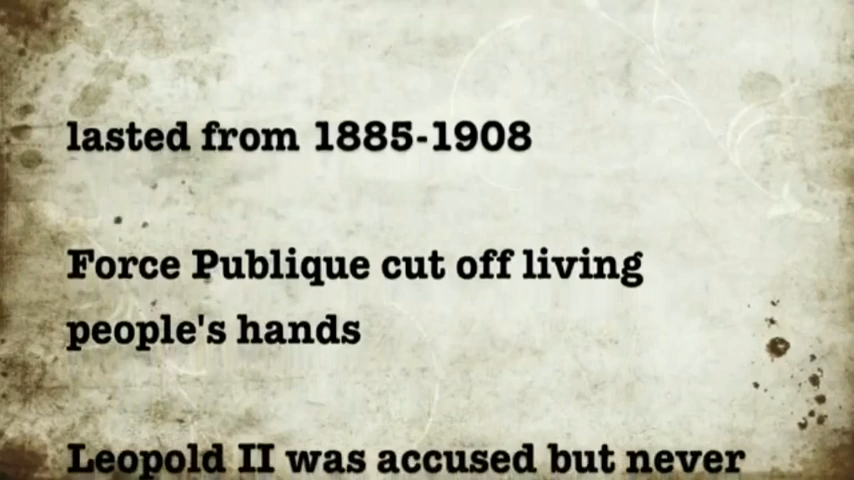 lasted from 1885-1908
Force Publique cut off living
people's hands
Leopold II was accused but never